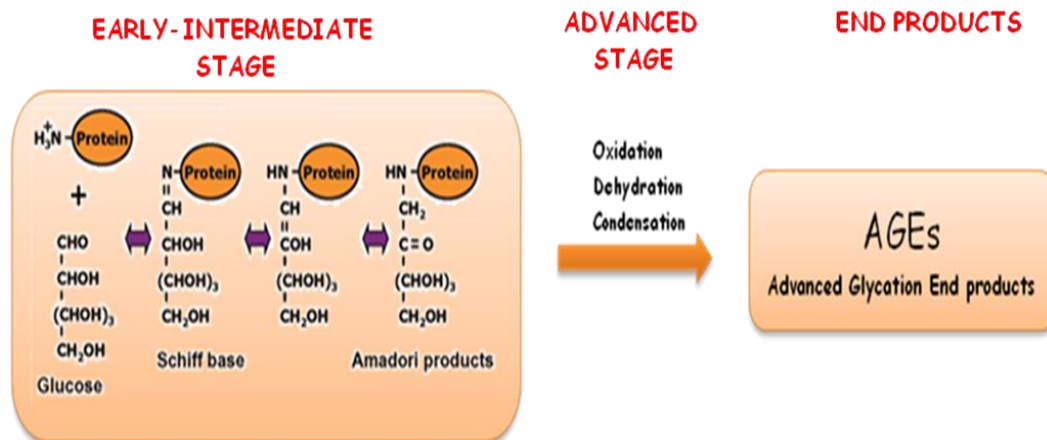 EARLY-INTERMEDIATE
STAGE
ADVANCED
STAGE
END PRODUCTS
H₃N⁺-Protein
+
CHO
CHOH
(CHOH)₃
CH₂OH
Glucose
N-Protein
CH
CHOH
(CHOH)₃
CH₂OH
Schiff base
HN-Protein
CH
COH
(CHOH)₃
CH₂OH
HN-Protein
CH₂
C=O
(CHOH)₃
CH₂OH
Amadori products
Oxidation
Dehydration
Condensation
AGEs
Advanced Glycation End products